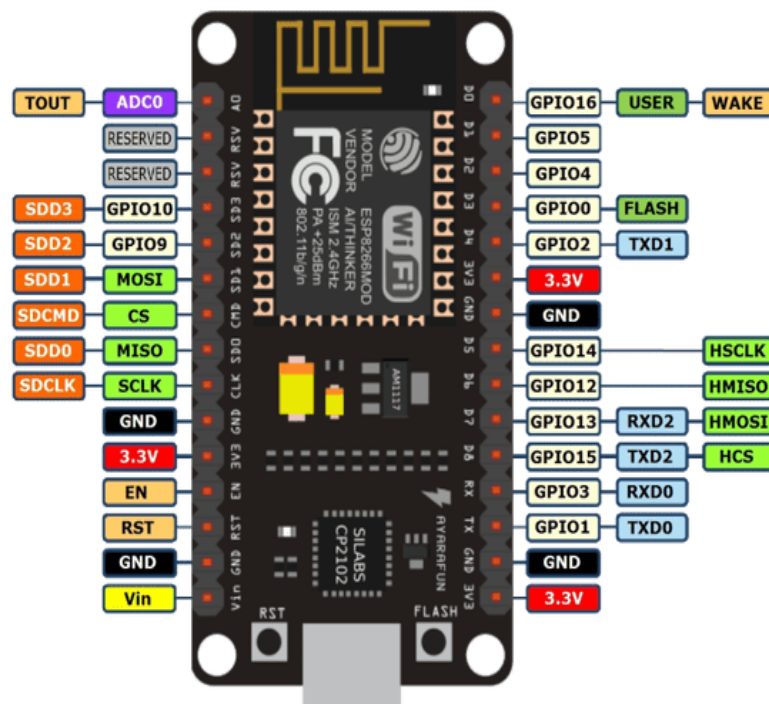 TOUT ADC0 A0 D0 GPIO16 USER WAKE
RESERVED RSV D1 GPIO5
RESERVED RSV D2 GPIO4
SDD3 GPIO10 SD3 D3 GPIO0 FLASH
SDD2 GPIO9 SD2 D4 GPIO2 TXD1
SDD1 MOSI SD1 3V3 3.3V
SDCMD CS CMD GND GND
SDD0 MISO SD0 D5 GPIO14 HSCLK
SDCLK SCLK CLK D6 GPIO12 HMISO
GND GND D7 GPIO13 RXD2 HMOSI
3.3V 3V3 D8 GPIO15 TXD2 HCS
EN EN RX GPIO3 RXD0
RST RST TX GPIO1 TXD0
GND GND GND GND
Vin Vin 3V3 3.3V
MODEL ESP8266MOD
VENDOR AI/THINKER
ISM 2.4GHz
PA +25dBm
802.11b/g/n
FC
Wi Fi
AM1117
SILABS
CP2102
AYARAFUN
RST
FLASH